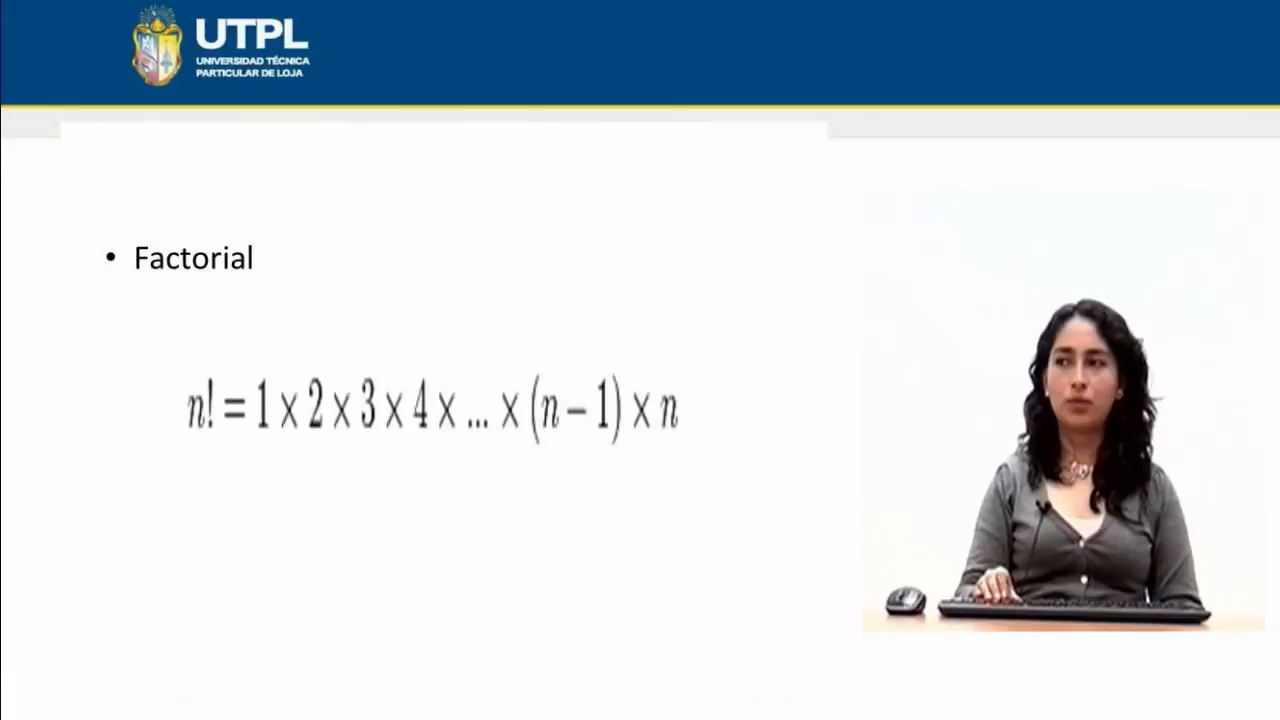 UTPL
UNIVERSIDAD TÉCNICA
PARTICULAR DE LOJA
• Factorial
n! = 1 × 2 × 3 × 4 × ... × (n − 1) × n